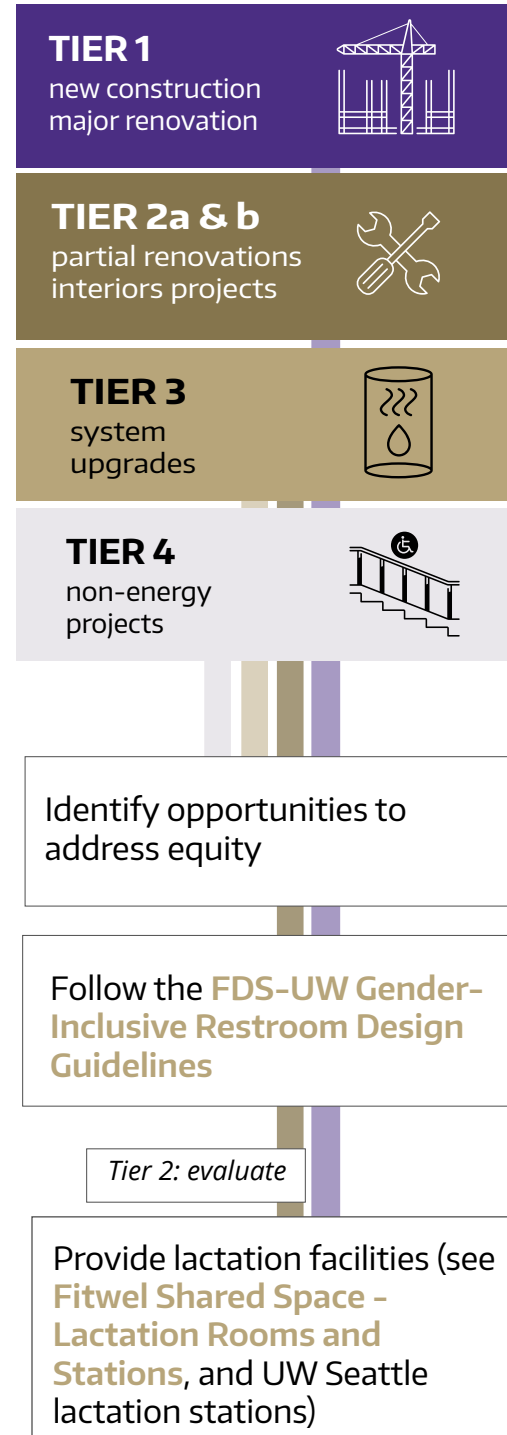 TIER 1
new construction
major renovation
TIER 2a & b
partial renovations
interiors projects
TIER 3
system
upgrades
TIER 4
non-energy
projects
Identify opportunities to
address equity
Follow the FDS-UW Gender-
Inclusive Restroom Design
Guidelines
Tier 2: evaluate
Provide lactation facilities (see
Fitwel Shared Space -
Lactation Rooms and
Stations, and UW Seattle
lactation stations)